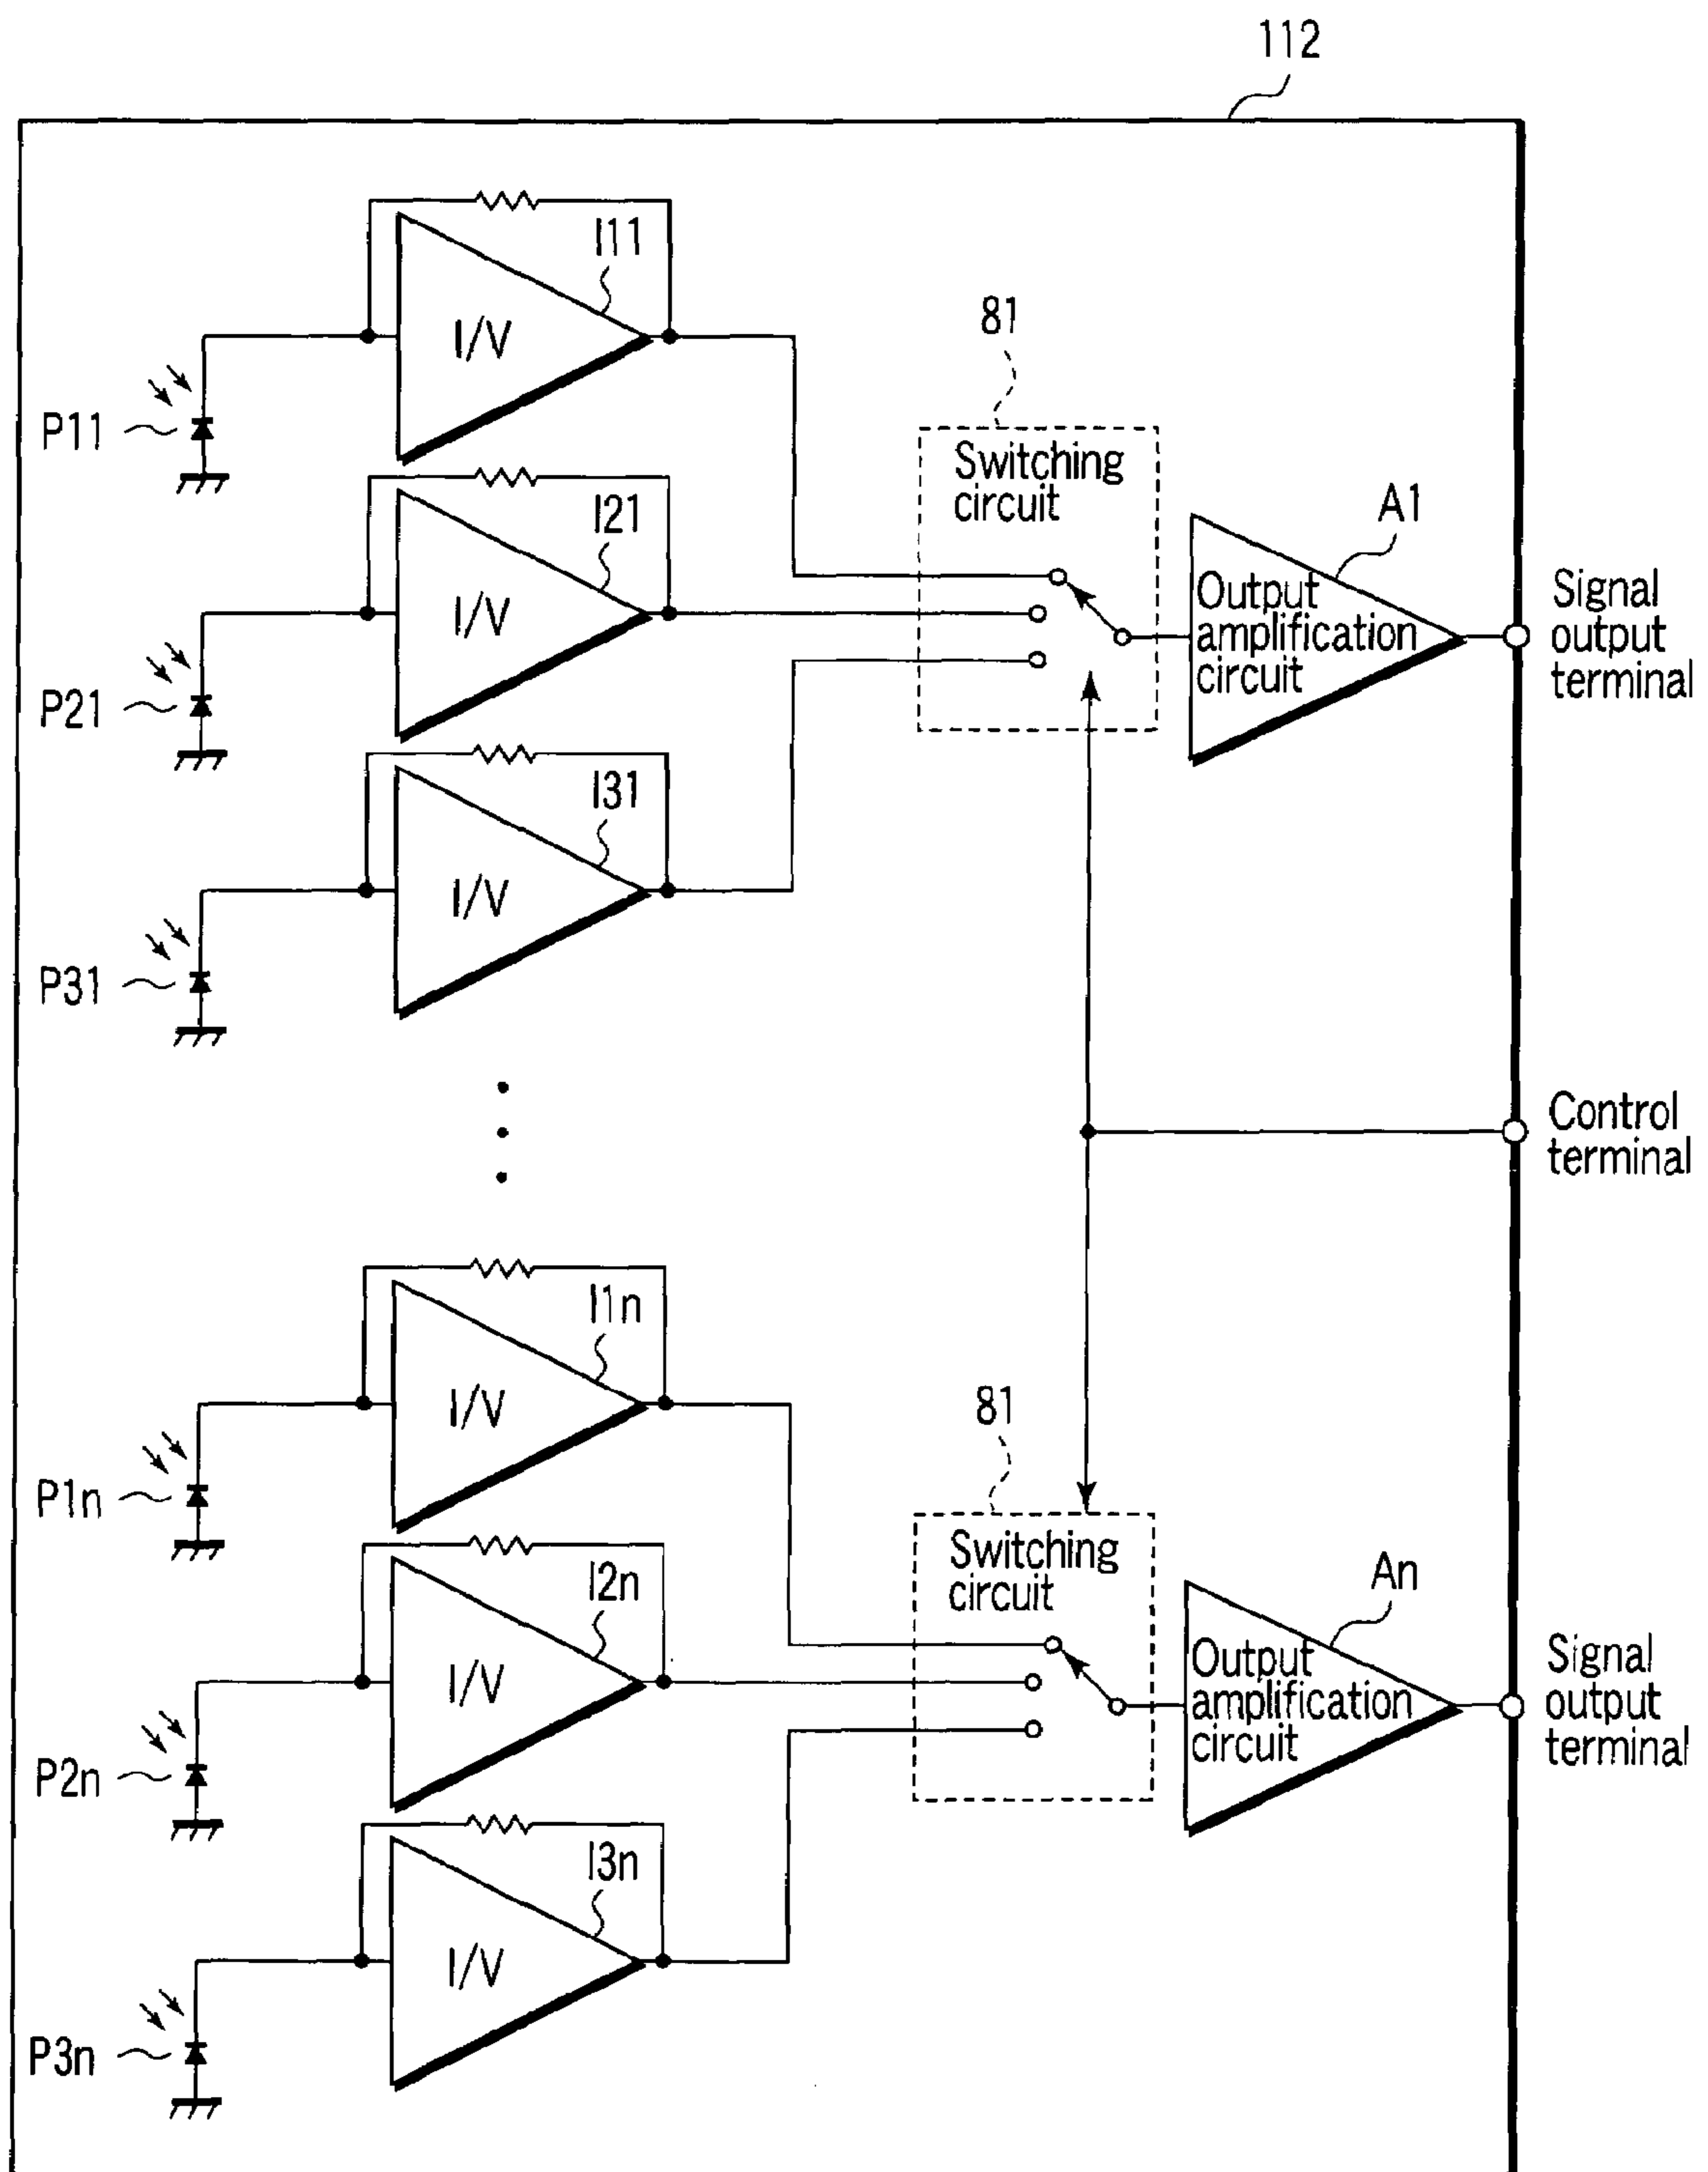 112
I11
I/V
P11
81
Switching
circuit
I21
I/V
A1
Output
amplification
circuit
Signal
output
terminal
P21
I31
I/V
P31
Control
terminal
I1n
I/V
P1n
81
Switching
circuit
I2n
I/V
An
Output
amplification
circuit
Signal
output
terminal
P2n
I3n
I/V
P3n